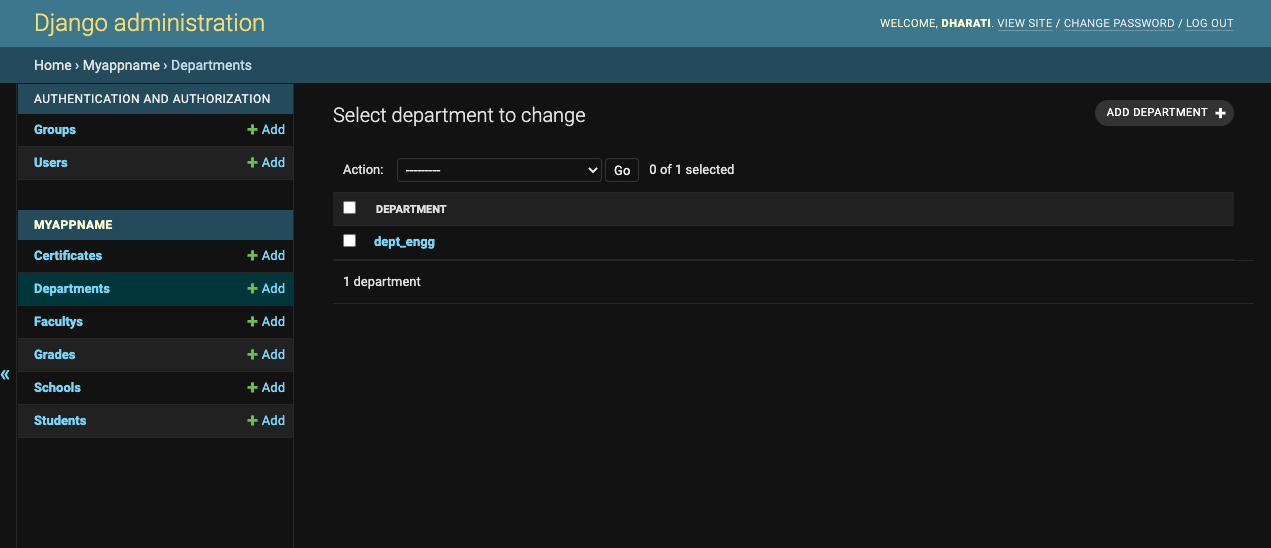 Django administration
WELCOME, DHARATI. VIEW SITE / CHANGE PASSWORD / LOG OUT
Home › Myappname › Departments
AUTHENTICATION AND AUTHORIZATION
Groups + Add
Users + Add
MYAPPNAME
Certificates + Add
Departments + Add
Facultys + Add
Grades + Add
Schools + Add
Students + Add
«
Select department to change
ADD DEPARTMENT +
Action: --------- Go 0 of 1 selected
DEPARTMENT
dept_engg
1 department